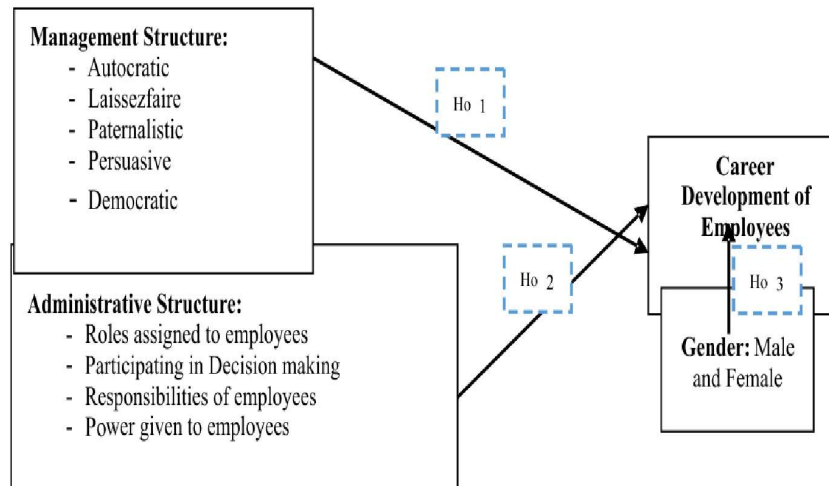 Management Structure:
- Autocratic
- Laissezfaire
- Paternalistic
- Persuasive
- Democratic
Ho 1
Career
Development of
Employees
Ho 2
Ho 3
Administrative Structure:
- Roles assigned to employees
- Participating in Decision making
- Responsibilities of employees
- Power given to employees
Gender: Male
and Female